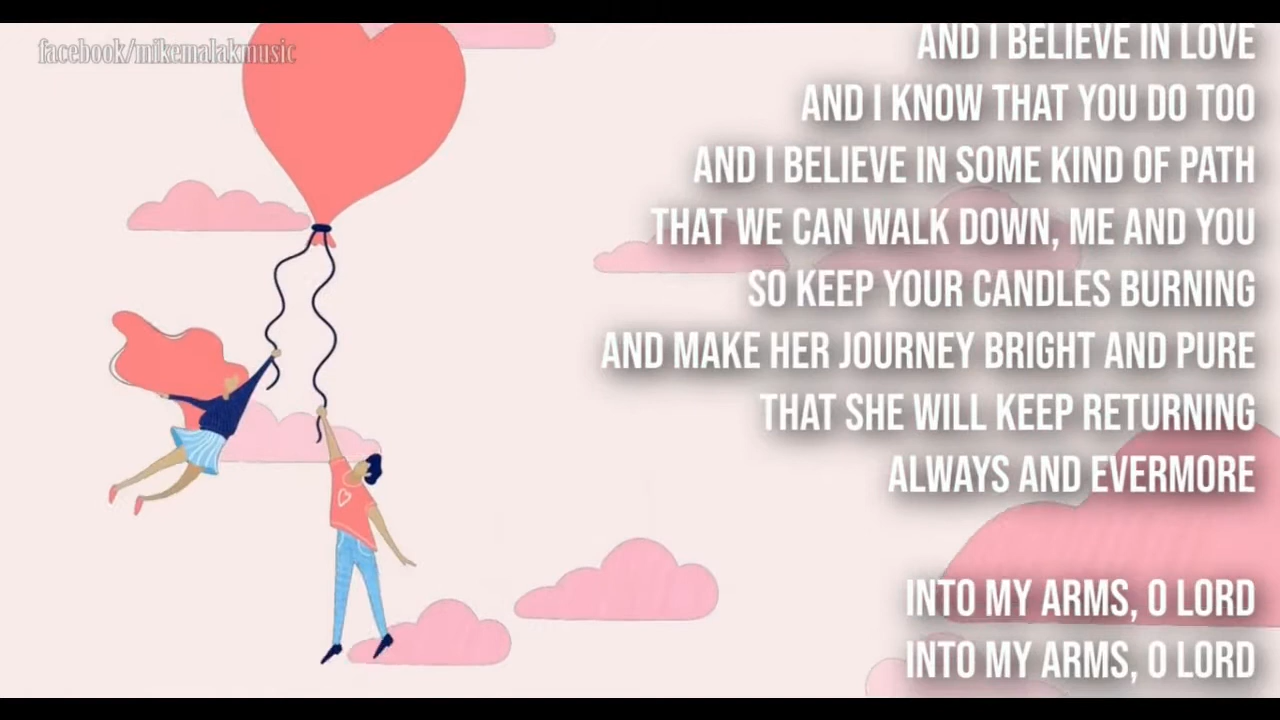 facebook/mikemalakmusic
AND I BELIEVE IN LOVE
AND I KNOW THAT YOU DO TOO
AND I BELIEVE IN SOME KIND OF PATH
THAT WE CAN WALK DOWN, ME AND YOU
SO KEEP YOUR CANDLES BURNING
AND MAKE HER JOURNEY BRIGHT AND PURE
THAT SHE WILL KEEP RETURNING
ALWAYS AND EVERMORE
INTO MY ARMS, O LORD
INTO MY ARMS, O LORD